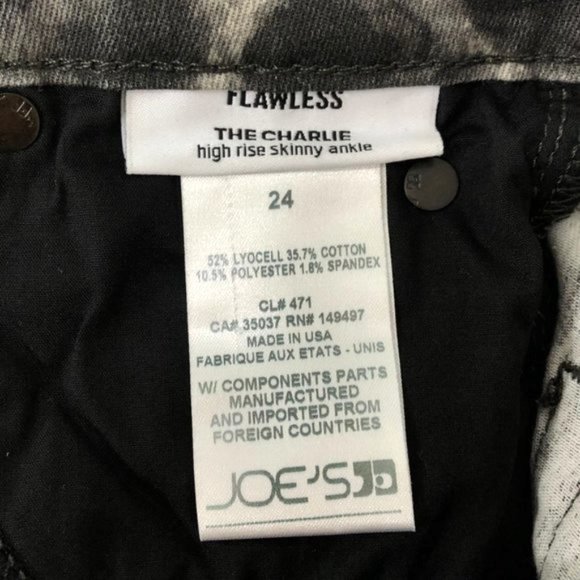 FLAWLESS
THE CHARLIE
high rise skinny ankle
24
52% LYOCELL 35.7% COTTON
10.5% POLYESTER 1.8% SPANDEX
CL# 471
CA# 35037 RN# 149497
MADE IN USA
FABRIQUE AUX ETATS - UNIS
W/ COMPONENTS PARTS
MANUFACTURED
AND IMPORTED FROM
FOREIGN COUNTRIES
JOE'S